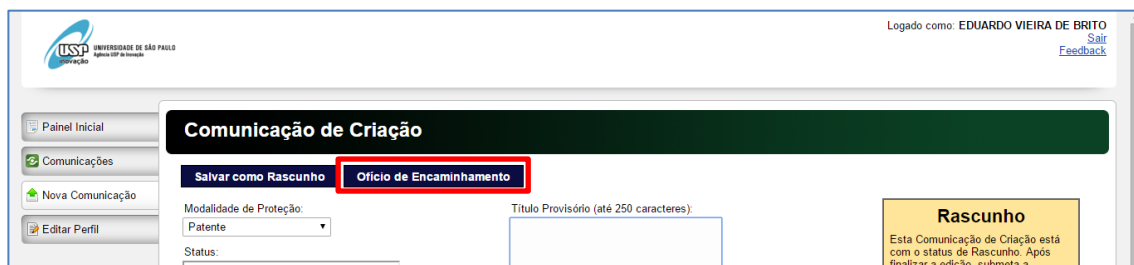 Logado como: EDUARDO VIEIRA DE BRITO
Sair
Feedback
USP
inovação
UNIVERSIDADE DE SÃO PAULO
Agência USP de Inovação
Painel Inicial
Comunicações
Nova Comunicação
Editar Perfil
Comunicação de Criação
Salvar como Rascunho
Ofício de Encaminhamento
Modalidade de Proteção:
Patente
Status:
Título Provisório (até 250 caracteres):
Rascunho
Esta Comunicação de Criação está
com o status de Rascunho. Após
finalizar a edição, submeta a